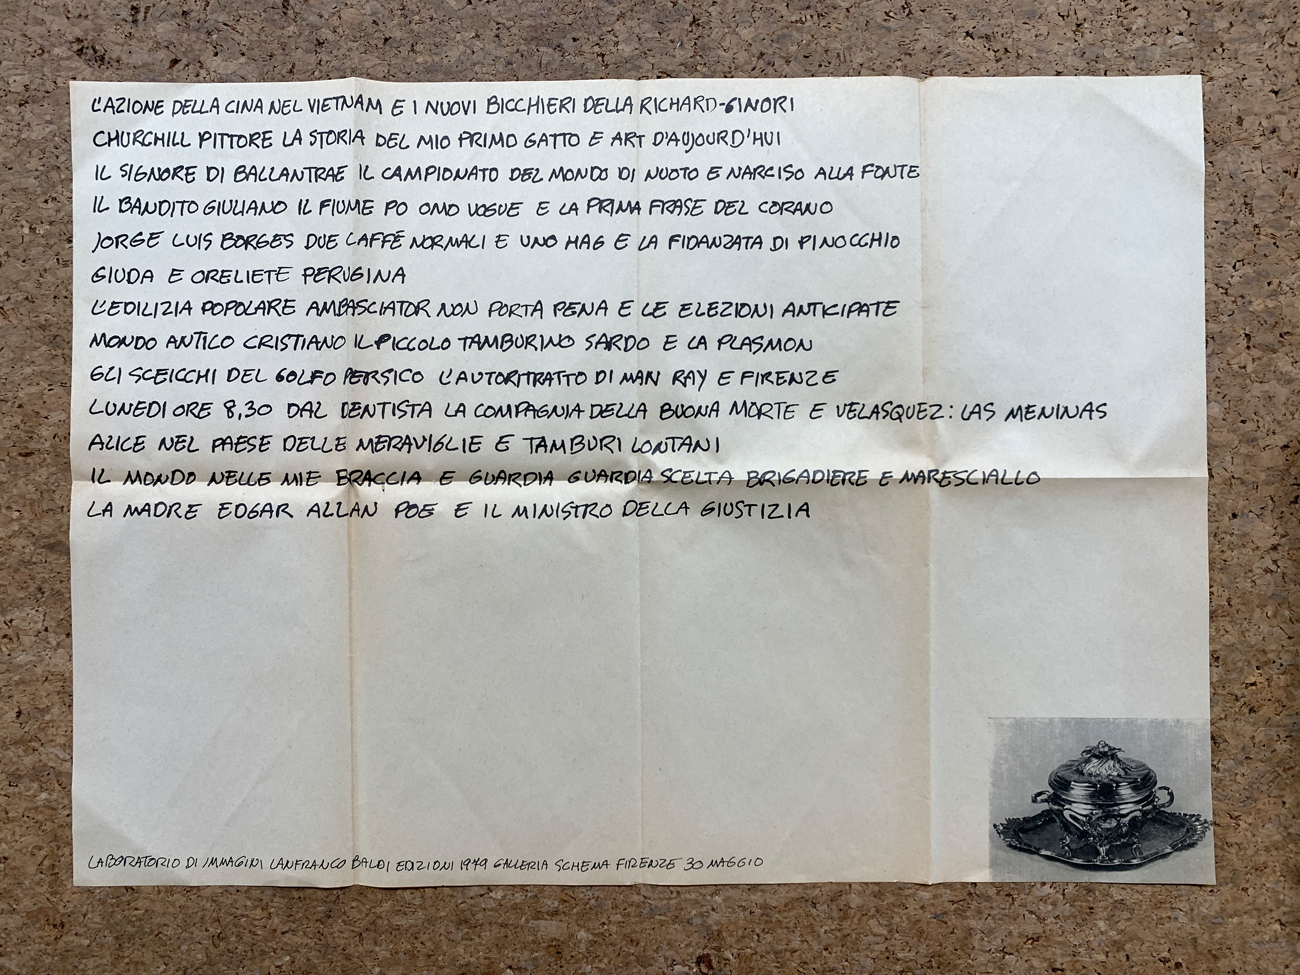 L'AZIONE DELLA CINA NEL VIETNAM E I NUOVI BICCHIERI DELLA RICHARD-GINORI
CHURCHILL PITTORE LA STORIA DEL MIO PRIMO GATTO E ART D'AUJOURD'HUI
IL SIGNORE DI BALLANTRAE IL CAMPIONATO DEL MONDO DI NUOTO E NARCISO ALLA FONTE
IL BANDITO GIULIANO IL FIUME PO OMO VOGUE E LA PRIMA FRASE DEL CORANO
JORGE LUIS BORGES DUE CAFFÈ NORMALI E UNO HAG E LA FIDANZATA DI PINOCCHIO
GIUDA E ORELIETE PERUGINA
L'EDILIZIA POPOLARE AMBASCIATOR NON PORTA PENA E LE ELEZIONI ANTICIPATE
MONDO ANTICO CRISTIANO IL PICCOLO TAMBURINO SARDO E LA PLASMON
GLI SCEICCHI DEL GOLFO PERSICO L'AUTORITRATTO DI MAN RAY E FIRENZE
LUNEDI ORE 8,30 DAL DENTISTA LA COMPAGNIA DELLA BUONA MORTE E VELASQUEZ: LAS MENINAS
ALICE NEL PAESE DELLE MERAVIGLIE E TAMBURI LONTANI
IL MONDO NELLE MIE BRACCIA E GUARDIA GUARDIA SCELTA BRIGADIERE E MARESCIALLO
LA MADRE EDGAR ALLAN POE E IL MINISTRO DELLA GIUSTIZIA
LABORATORIO DI IMMAGINI LANFRANCO BALDI EDIZIONI 1979 GALLERIA SCHEMA FIRENZE 30 MAGGIO